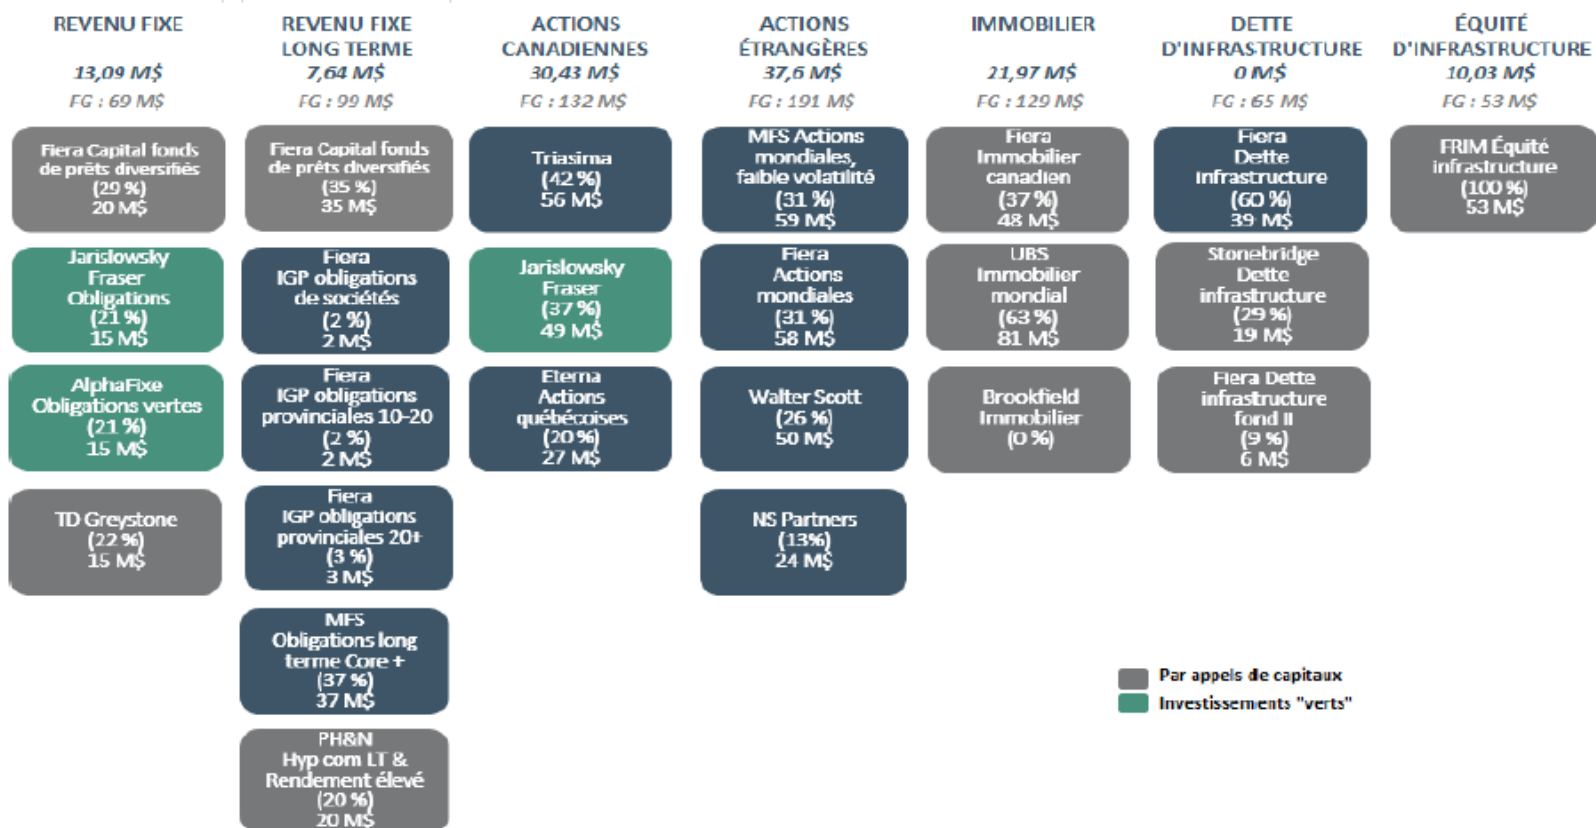 REVENU FIXE
13,09 M$
FG : 69 M$
Fiera Capital fonds
de prêts diversifiés
(29 %)
20 M$
Jarislowsky
Fraser
Obligations
(21 %)
15 M$
AlphaFixe
Obligations vertes
(21 %)
15 M$
TD Greystone
(22 %)
15 M$
REVENU FIXE
LONG TERME
7,64 M$
FG : 99 M$
Fiera Capital fonds
de prêts diversifiés
(35 %)
35 M$
Fiera
IGP obligations
de sociétés
(2 %)
2 M$
Fiera
IGP obligations
provinciales 10-20
(2 %)
2 M$
Fiera
IGP obligations
provinciales 20+
(3 %)
3 M$
MFS
Obligations long
terme Core +
(37 %)
37 M$
PH&N
Hyp com LT &
Rendement élevé
(20 %)
20 M$
ACTIONS
CANADIENNES
30,43 M$
FG : 132 M$
Triasima
(42 %)
56 M$
Jarislowsky
Fraser
(37 %)
49 M$
Eterna
Actions
québécoises
(20 %)
27 M$
ACTIONS
ÉTRANGÈRES
37,6 M$
FG : 191 M$
MFS Actions
mondiales,
faible volatilité
(31 %)
59 M$
Fiera
Actions
mondiales
(31 %)
58 M$
Walter Scott
(26 %)
50 M$
NS Partners
(13%)
24 M$
IMMOBILIER
21,97 M$
FG : 129 M$
Fiera
Immobilier
canadien
(37 %)
48 M$
UBS
Immobilier
mondial
(63 %)
81 M$
Brookfield
Immobilier
(0 %)
DETTE
D'INFRASTRUCTURE
0 M$
FG : 65 M$
Fiera
Dette
infrastructure
(60 %)
39 M$
Stonebridge
Dette
infrastructure
(29 %)
19 M$
Fiera Dette
infrastructure
fond II
(9 %)
6 M$
ÉQUITÉ
D'INFRASTRUCTURE
10,03 M$
FG : 53 M$
FRIM Équité
infrastructure
(100 %)
53 M$
Par appels de capitaux
Investissements "verts"